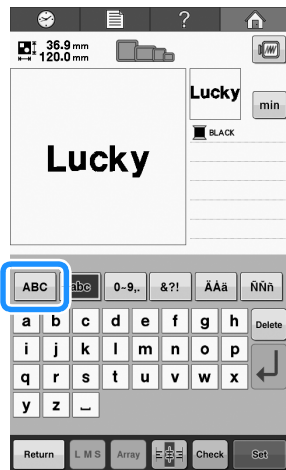 ?
36.9 mm
120.0 mm
Lucky
min
BLACK
Lucky
ABC abc 0~9,. &?! ÄÀä ÑÑñ
a b c d e f g h Delete
i j k l m n o p
q r s t u v w x
y z
Return L M S Array Check Set